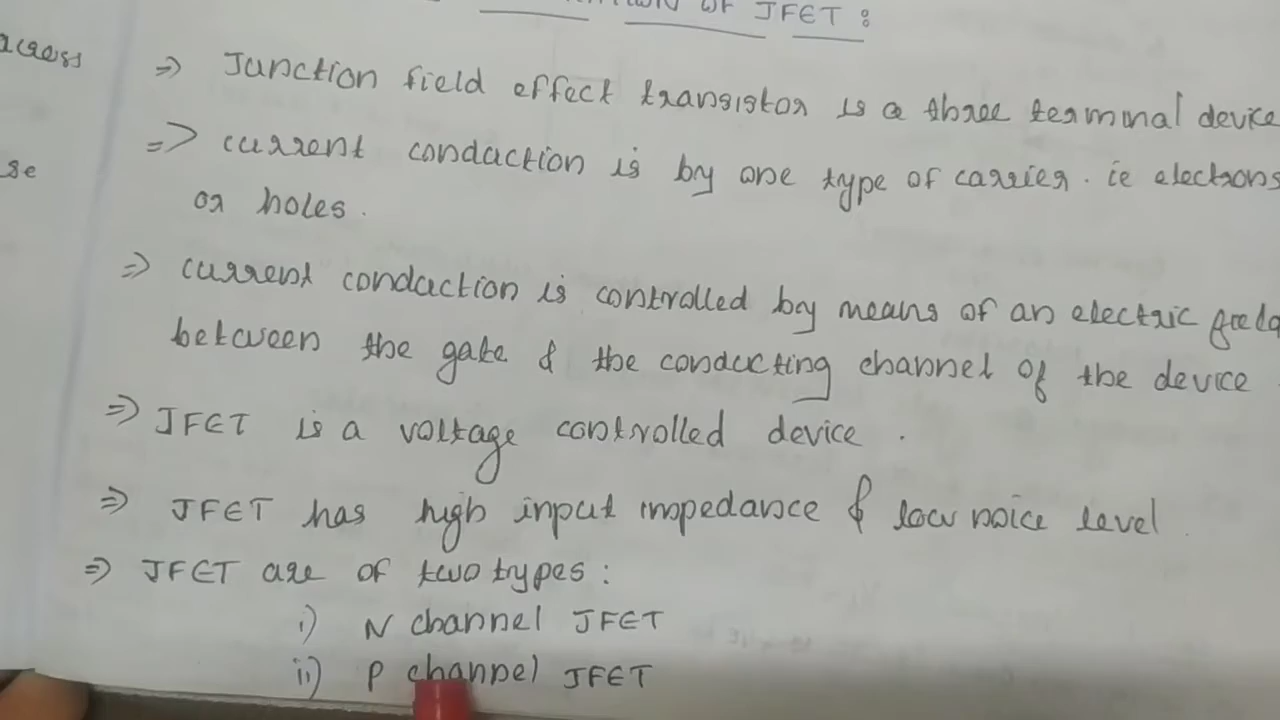 OF JFET :
across
⇒ Junction field effect transistor is a three terminal device
⇒ current conduction is by one type of carrier. ie electrons
se
or holes.
⇒ current conduction is controlled by means of an electric field
between the gate & the conducting channel of the device
⇒ JFET is a voltage controlled device.
⇒ JFET has high input impedance & low noice level
⇒ JFET are of two types :
i) N channel JFET
ii) P channel JFET